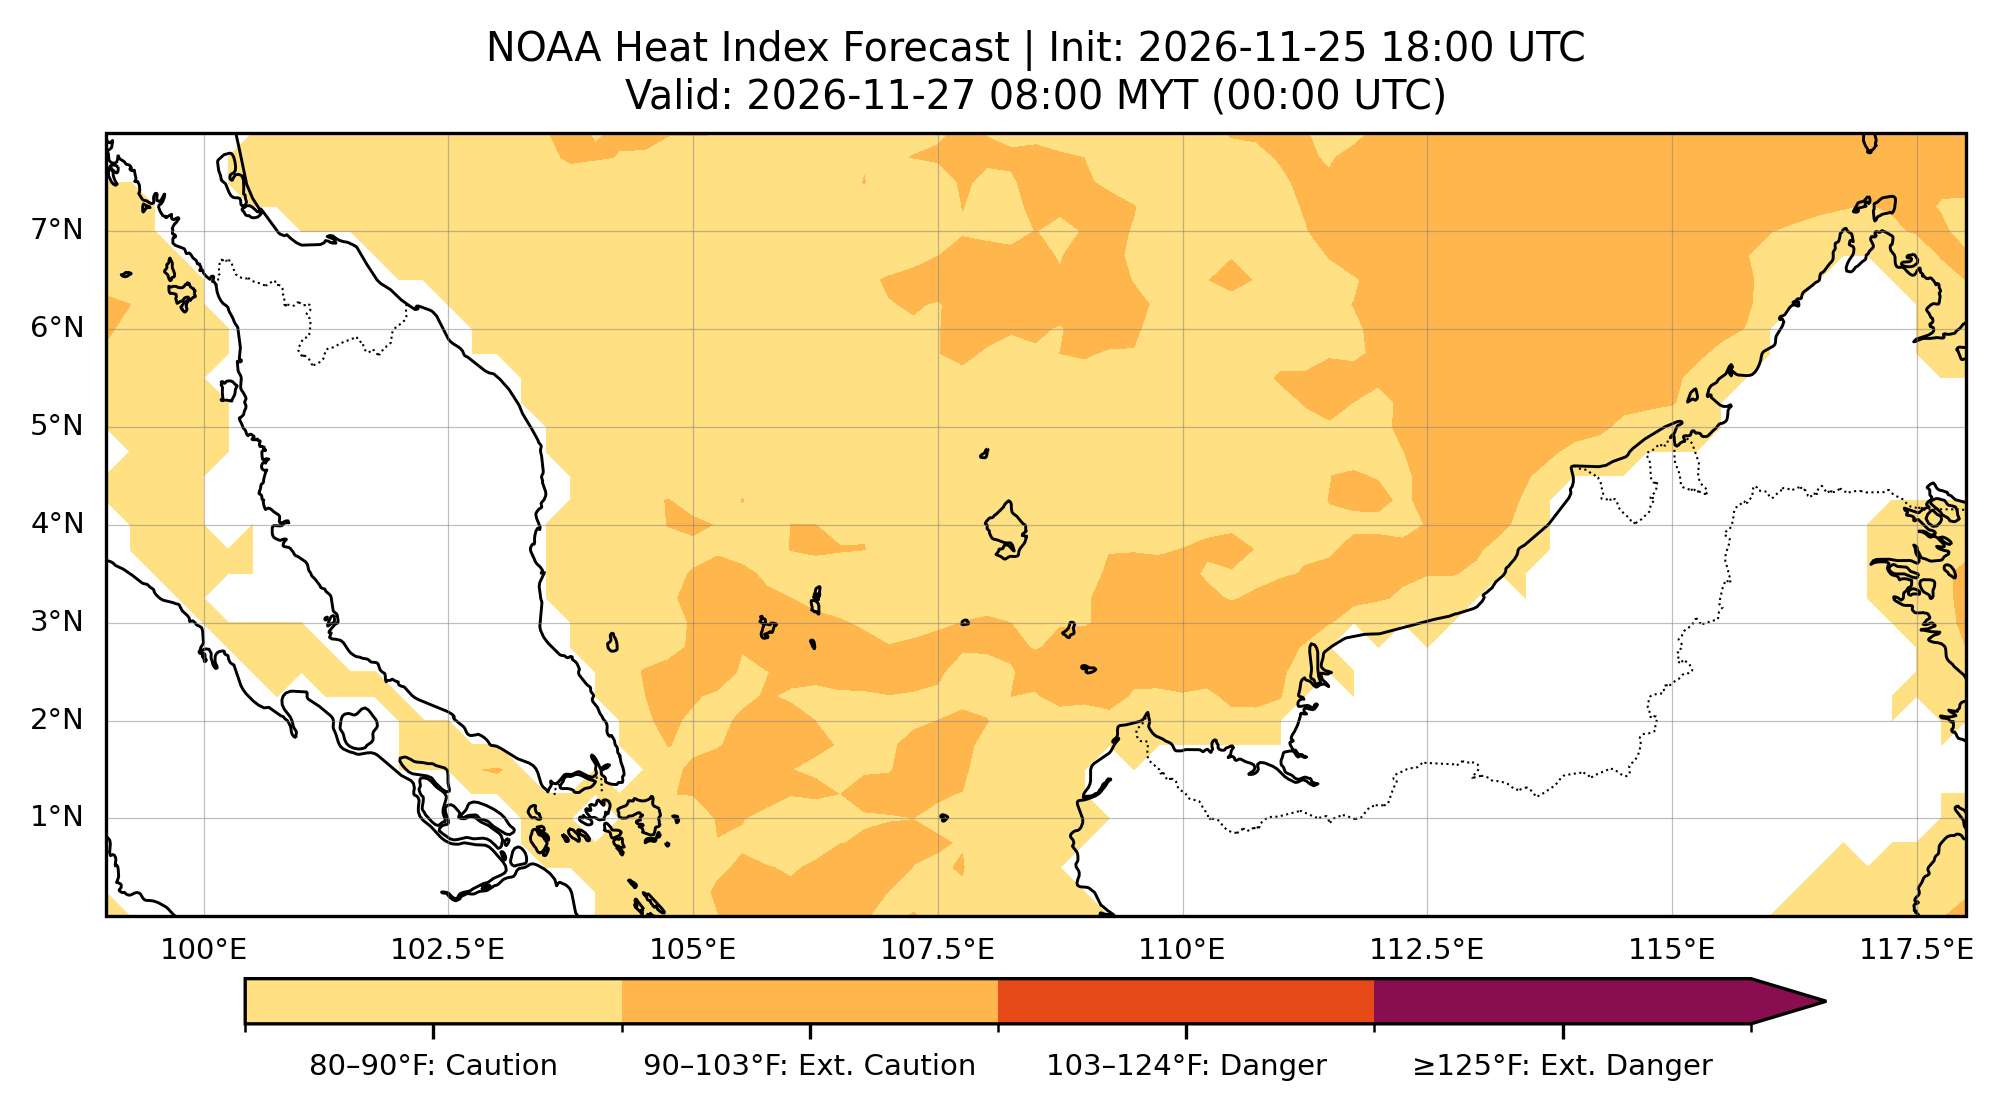 NOAA Heat Index Forecast | Init: 2026-11-25 18:00 UTC
Valid: 2026-11-27 08:00 MYT (00:00 UTC)
7°N
6°N
5°N
4°N
3°N
2°N
1°N
100°E
102.5°E
105°E
107.5°E
110°E
112.5°E
115°E
117.5°E
80–90°F: Caution
90–103°F: Ext. Caution
103–124°F: Danger
≥125°F: Ext. Danger